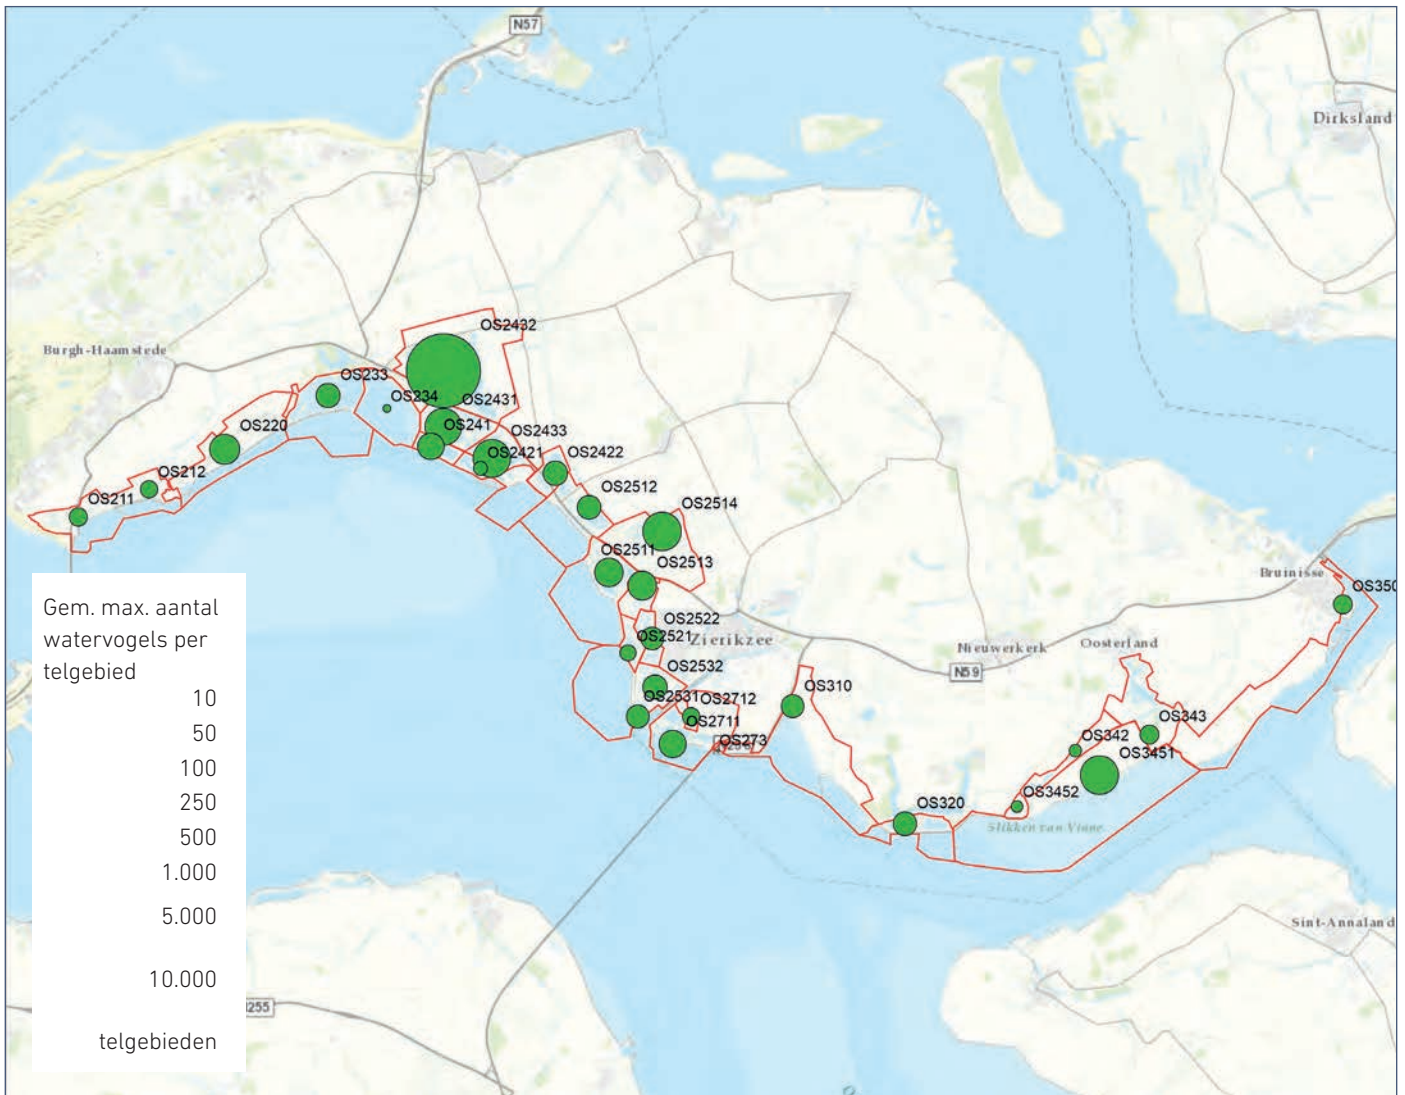 N57
Dirksland
OS2432
Burgh-Haamstede
OS233
OS234
OS2431
OS220
OS241
OS2433
OS2421
OS2422
OS212
OS211
OS2512
OS2514
OS2511
OS2513
Bruinisse
OS350
Gem. max. aantal
watervogels per
telgebied
10
50
100
250
500
1.000
5.000
10.000
telgebieden
OS2522
OS2521
Zierikzee
Nieuwerkerk
Oosterland
N59
OS2532
OS2531
OS2712
OS2711
OS273
OS310
OS343
OS342
OS3451
OS3452
OS320
Slikken van Vinne
Sint-Annaland